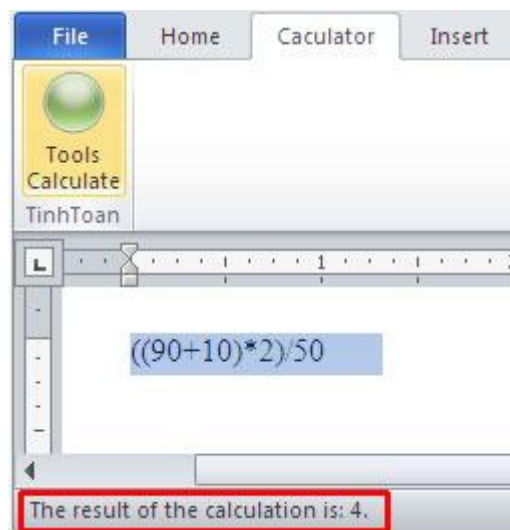 File Home Caculator Insert
Tools
Calculate
TinhToan
L 1
((90+10)*2)/50
The result of the calculation is: 4.